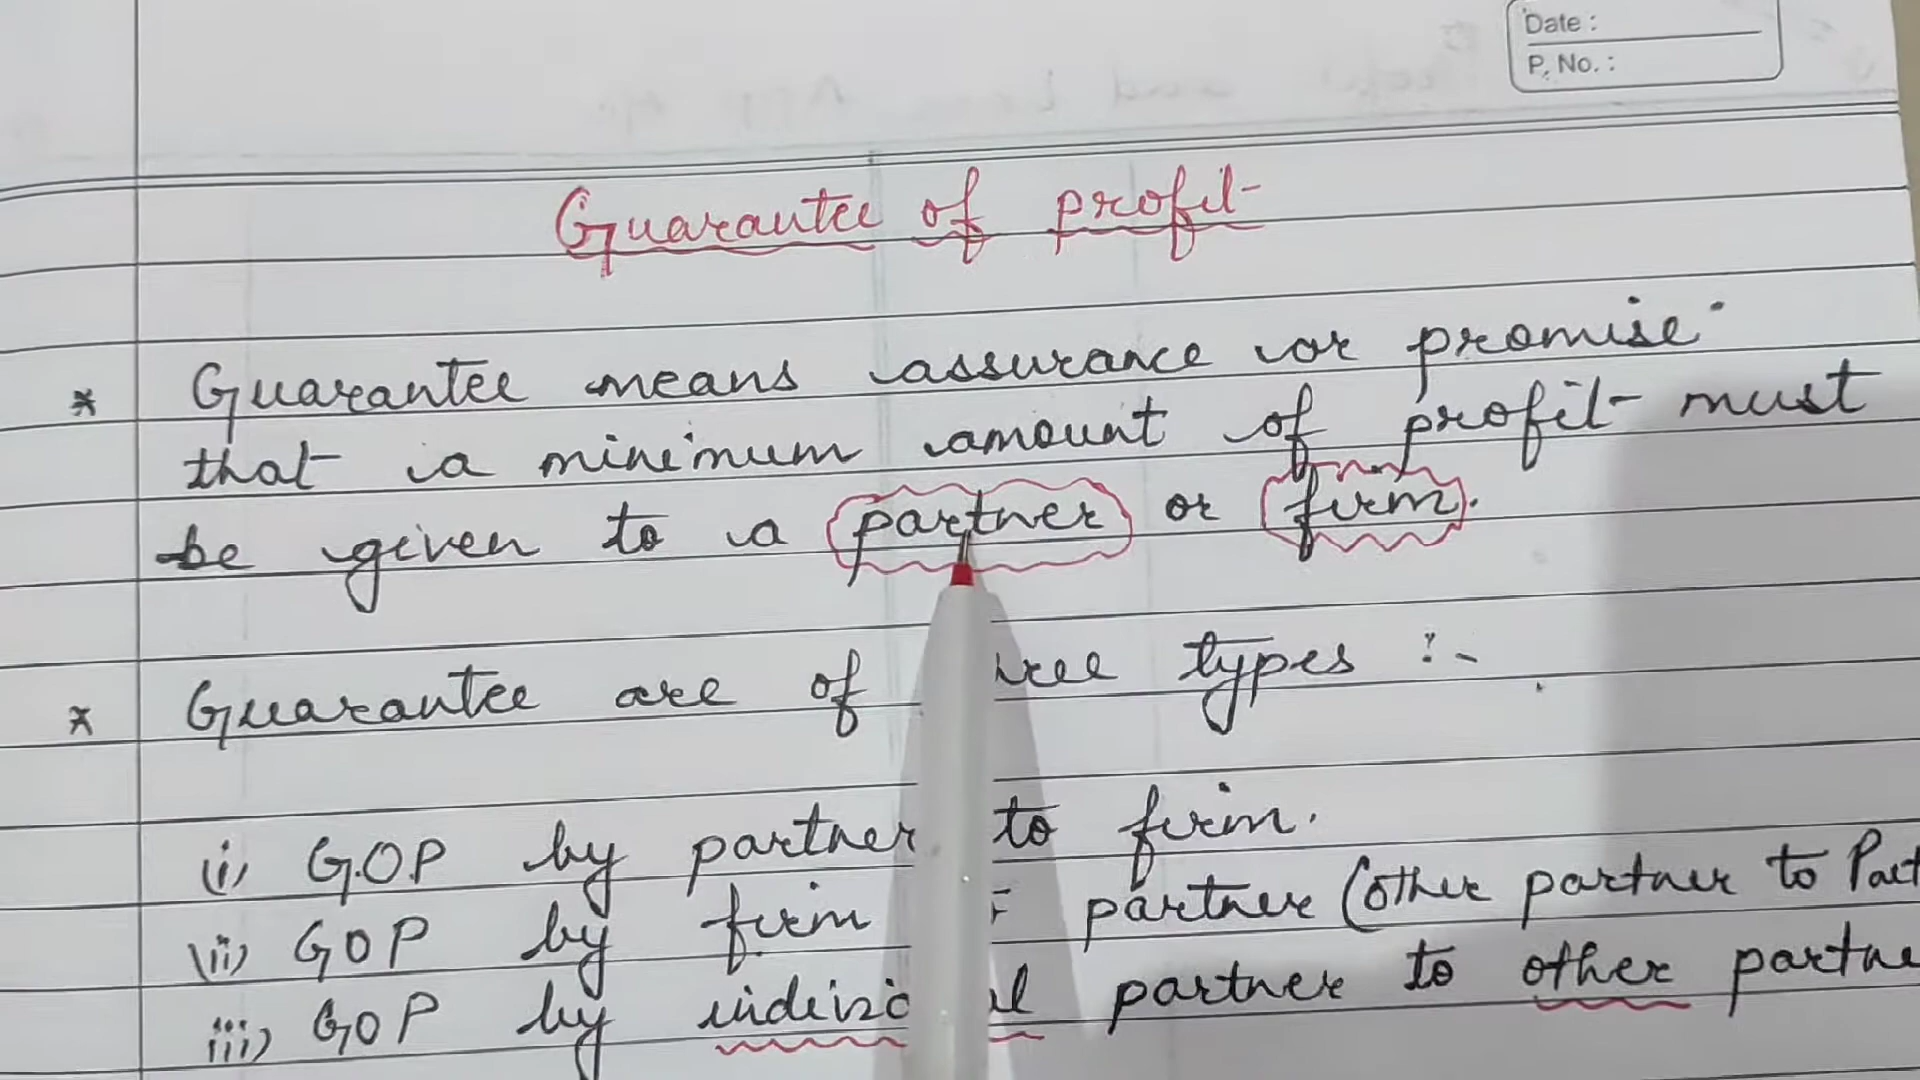 Date :
P. No. :
Guarantee of profit
* Guarantee means assurance or promise
that a minimum amount of profit must
be given to a partner or firm.
* Guarantee are of types :-
(i) G.O.P by partner to firm.
(ii) GOP by firm partner (other partner to
iii) GOP by partner to other